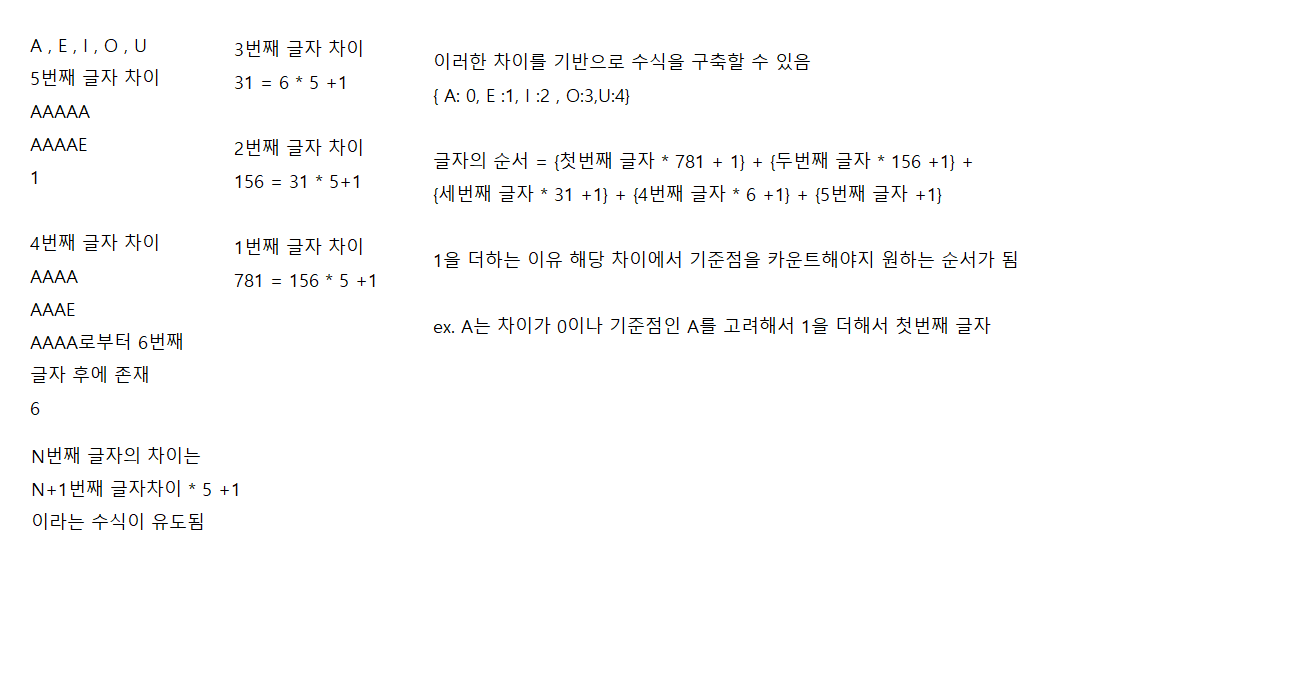 A , E , I , O , U
5번째 글자 차이
AAAAA
AAAAE
1
4번째 글자 차이
AAAA
AAAE
AAAA로부터 6번째
글자 후에 존재
6
N번째 글자의 차이는
N+1번째 글자차이 * 5 +1
이라는 수식이 유도됨
3번째 글자 차이
31 = 6 * 5 +1
2번째 글자 차이
156 = 31 * 5+1
1번째 글자 차이
781 = 156 * 5 +1
이러한 차이를 기반으로 수식을 구축할 수 있음
{ A: 0, E :1, I :2 , O:3,U:4}
글자의 순서 = {첫번째 글자 * 781 + 1} + {두번째 글자 * 156 +1} +
{세번째 글자 * 31 +1} + {4번째 글자 * 6 +1} + {5번째 글자 +1}
1을 더하는 이유 해당 차이에서 기준점을 카운트해야지 원하는 순서가 됨
ex. A는 차이가 0이나 기준점인 A를 고려해서 1을 더해서 첫번째 글자